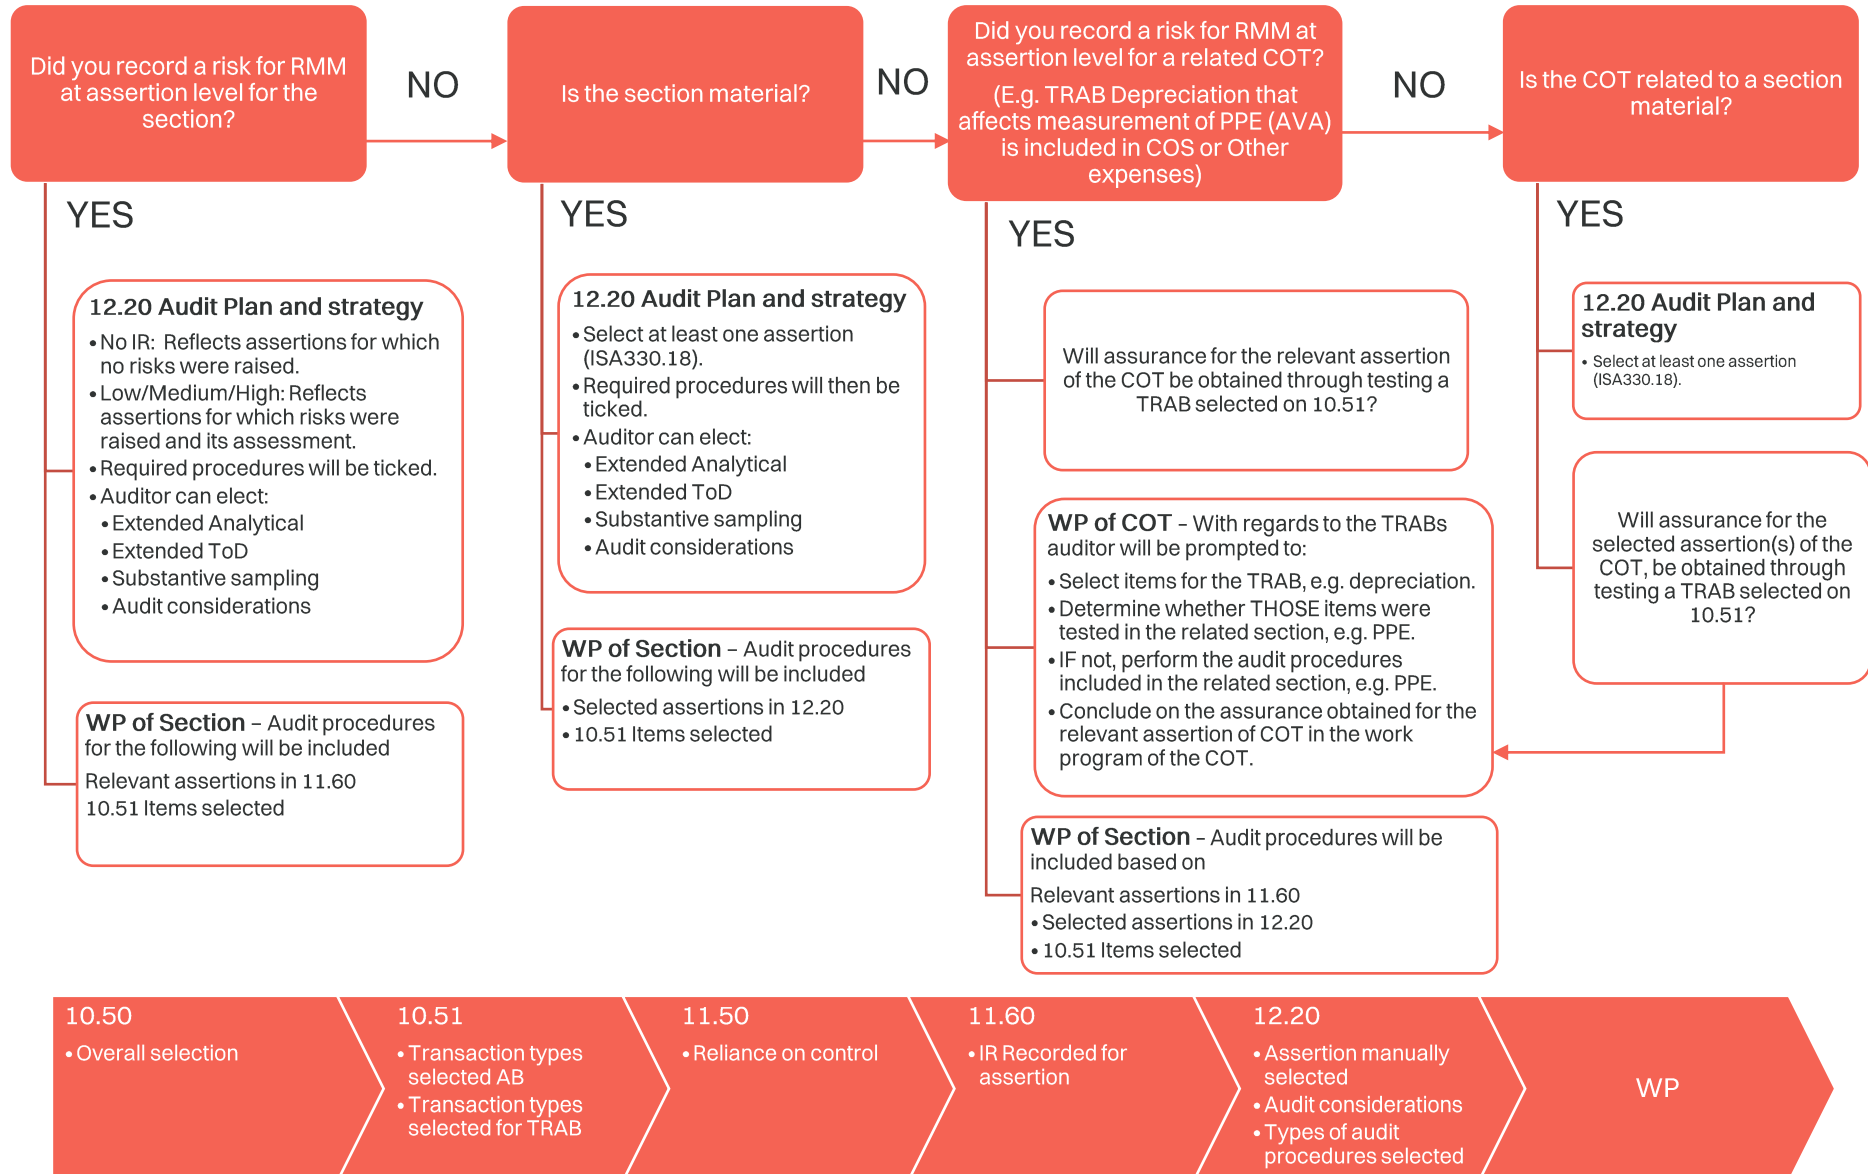 Did you record a risk for RMM
at assertion level for the
section?
NO
Is the section material?
NO
Did you record a risk for RMM at
assertion level for a related COT?
(E.g. TRAB Depreciation that
affects measurement of PPE (AVA)
is included in COS or Other
expenses)
NO
Is the COT related to a section
material?
YES
12.20 Audit Plan and strategy
• No IR: Reflects assertions for which
no risks were raised.
• Low/Medium/High: Reflects
assertions for which risks were
raised and its assessment.
• Required procedures will be ticked.
• Auditor can elect:
• Extended Analytical
• Extended ToD
• Substantive sampling
• Audit considerations
WP of Section – Audit procedures
for the following will be included
Relevant assertions in 11.60
10.51 Items selected
YES
12.20 Audit Plan and strategy
• Select at least one assertion
(ISA330.18).
• Required procedures will then be
ticked.
• Auditor can elect:
• Extended Analytical
• Extended ToD
• Substantive sampling
• Audit considerations
WP of Section – Audit procedures
for the following will be included
• Selected assertions in 12.20
• 10.51 Items selected
YES
Will assurance for the relevant assertion
of the COT be obtained through testing a
TRAB selected on 10.51?
WP of COT – With regards to the TRABs
auditor will be prompted to:
• Select items for the TRAB, e.g. depreciation.
• Determine whether THOSE items were
tested in the related section, e.g. PPE.
• IF not, perform the audit procedures
included in the related section, e.g. PPE.
• Conclude on the assurance obtained for the
relevant assertion of COT in the work
program of the COT.
WP of Section – Audit procedures will be
included based on
Relevant assertions in 11.60
• Selected assertions in 12.20
• 10.51 Items selected
YES
12.20 Audit Plan and
strategy
• Select at least one assertion
(ISA330.18).
Will assurance for the
selected assertion(s) of the
COT, be obtained through
testing a TRAB selected on
10.51?
10.50
• Overall selection
10.51
• Transaction types
selected AB
• Transaction types
selected for TRAB
11.50
• Reliance on control
11.60
• IR Recorded for
assertion
12.20
• Assertion manually
selected
• Audit considerations
• Types of audit
procedures selected
WP